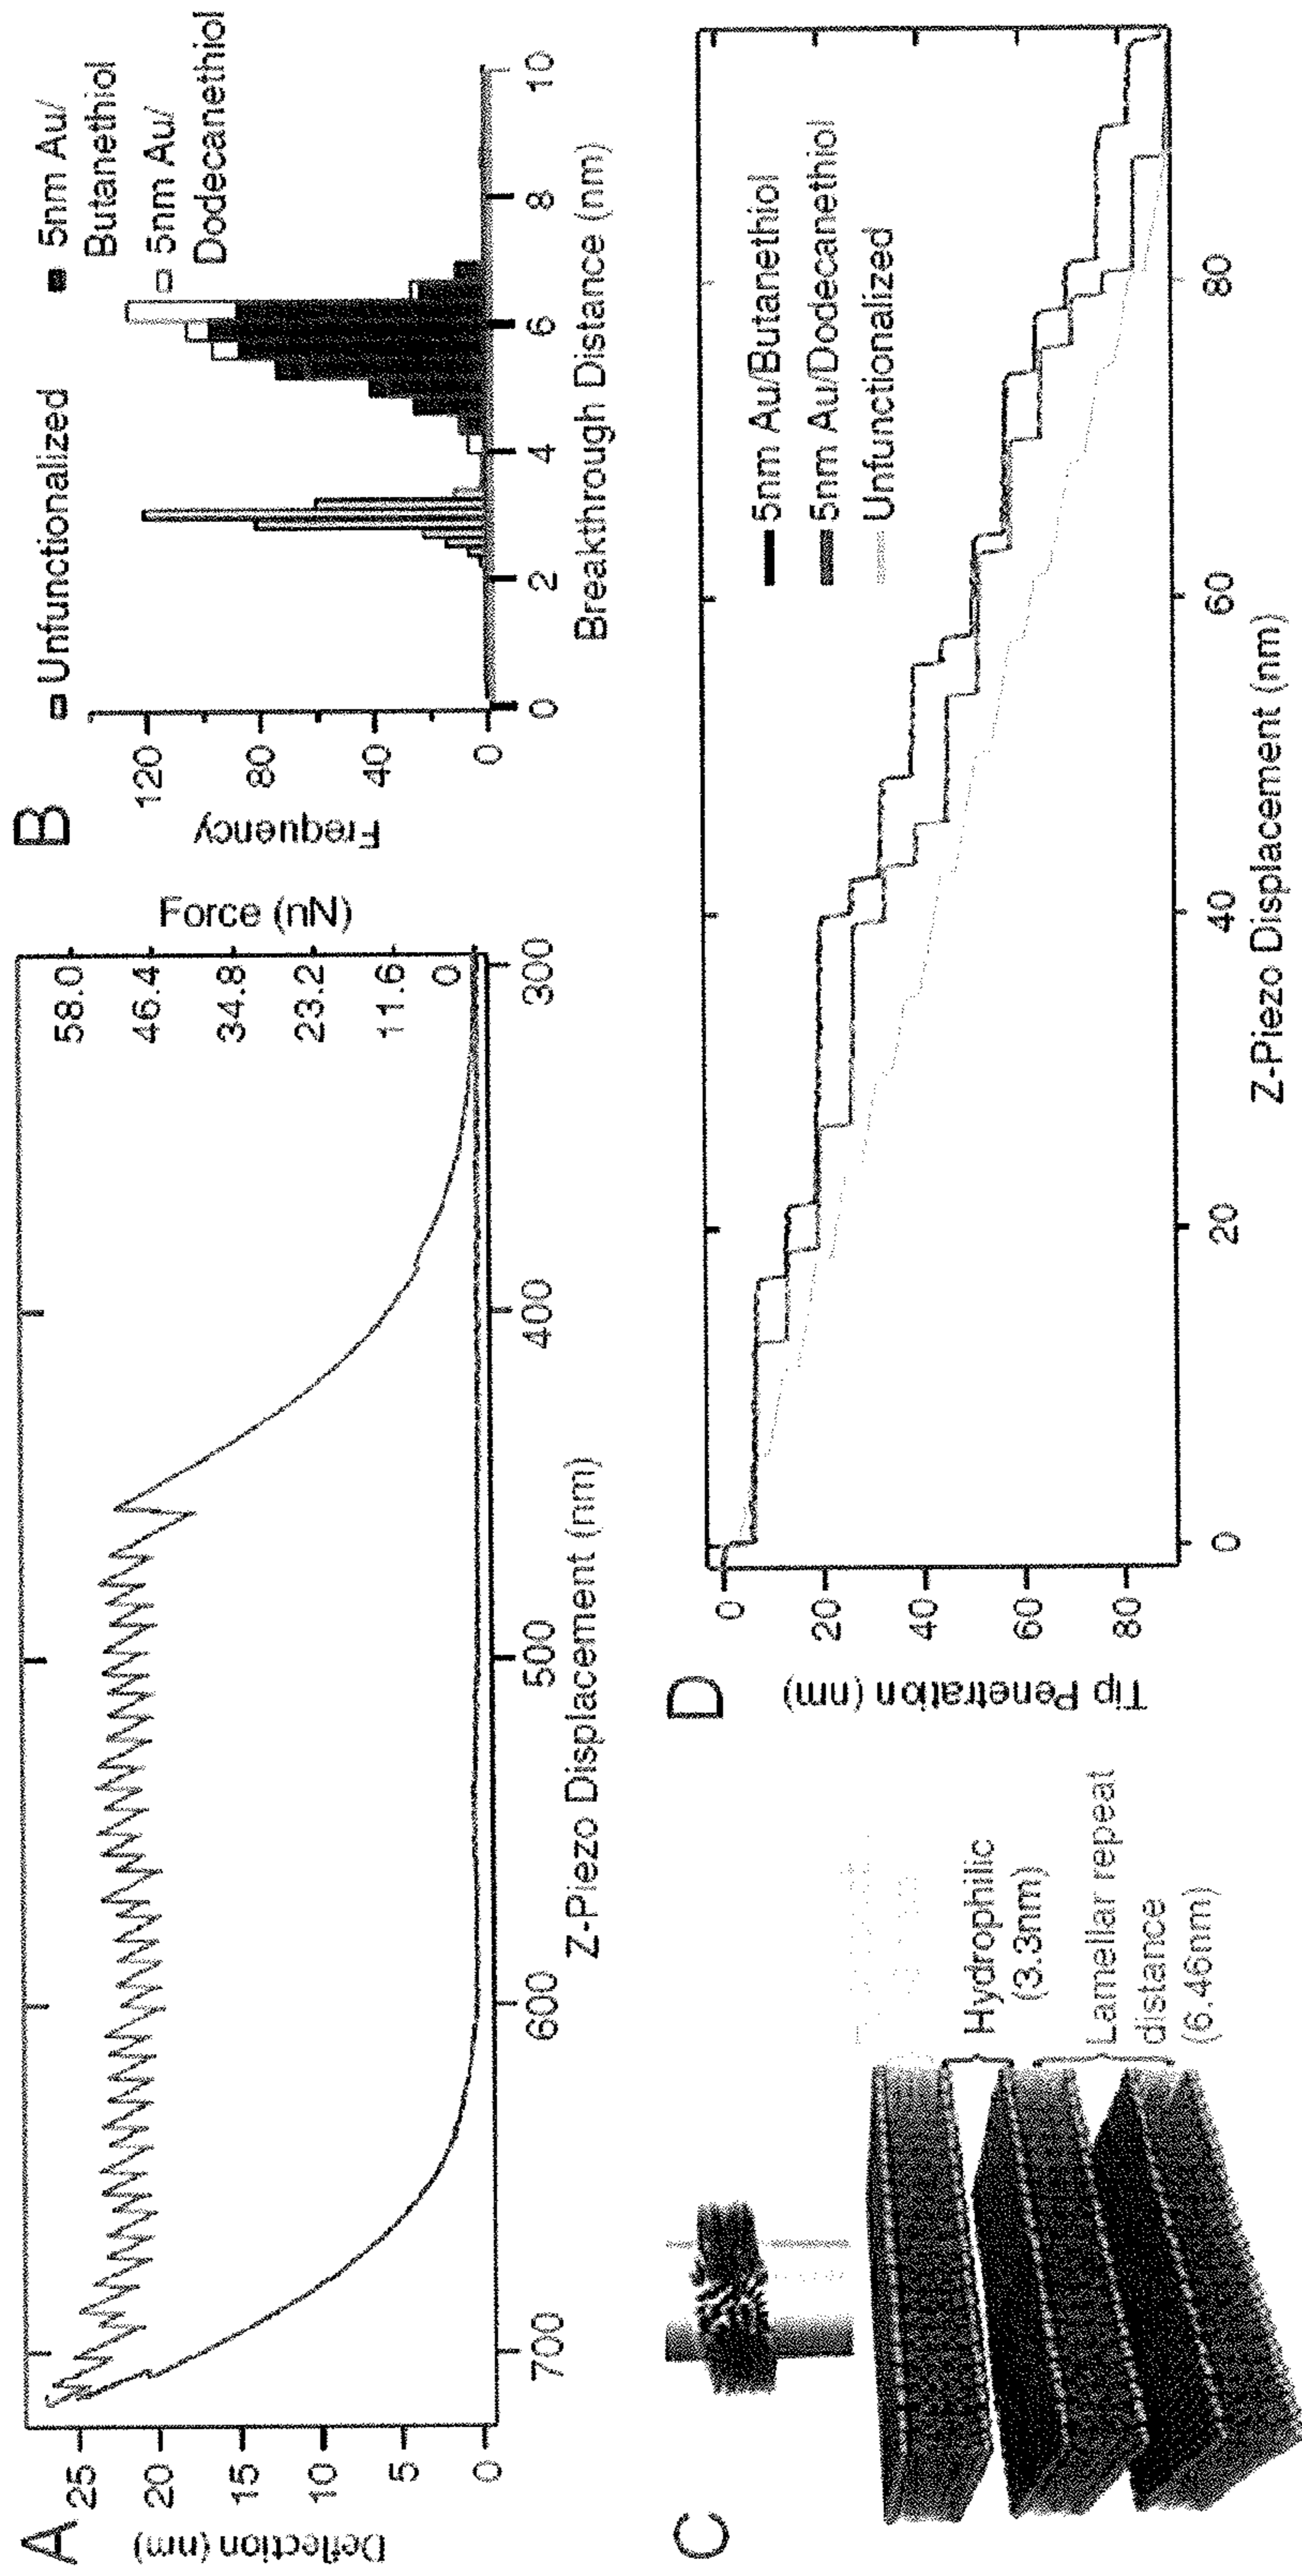 A
Deflection (nm)
25
20
15
10
5
0
700
600
500
400
300
Z-Piezo Displacement (nm)
58.0
46.4
34.8
23.2
11.6
0
Force (nN)
B
Unfunctionalized
5nm Au/
Butanethiol
5nm Au/
Dodecanethiol
Frequency
120
80
40
0
0
2
4
6
8
10
Breakthrough Distance (nm)
C
Hydrophilic
(3.3nm)
Lamellar repeat
distance
(6.46nm)
D
Tip Penetration (nm)
0
20
40
60
80
5nm Au/Butanethiol
5nm Au/Dodecanethiol
Unfunctionalized
0
20
40
60
80
Z-Piezo Displacement (nm)